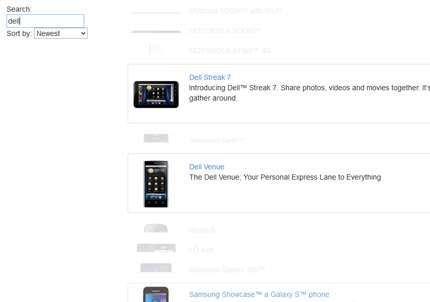 Search:
dell
Sort by: Newest
Motorola XOOM™ with Wi-Fi
MOTOROLA XOOM™
MOTOROLA ATRIX™ 4G
Dell Streak 7
Introducing Dell™ Streak 7. Share photos, videos and movies together. It's
gather around.
Samsung Gem™
Dell Venue
The Dell Venue; Your Personal Express Lane to Everything
Nexus S
LG Axis
Samsung Galaxy Tab™
Samsung Showcase™ a Galaxy S™ phone